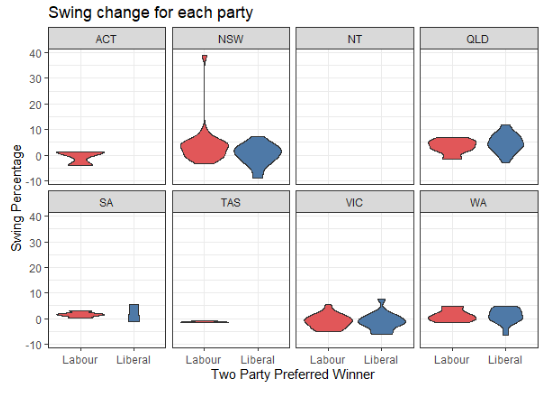 Swing change for each party
ACT NSW NT QLD
40
30
20
10
0
-10
SA TAS VIC WA
40
30
20
10
0
-10
Swing Percentage
Labour Liberal Labour Liberal Labour Liberal Labour Liberal
Two Party Preferred Winner